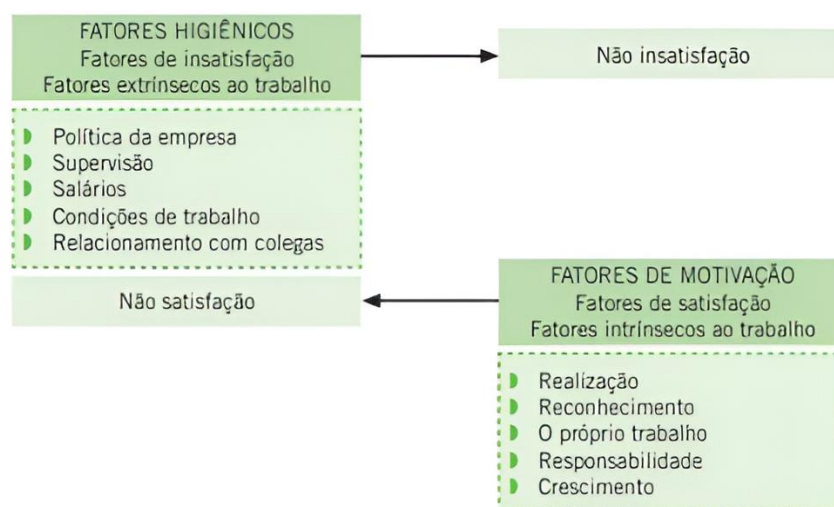 FATORES HIGIÊNICOS
Fatores de insatisfação
Fatores extrínsecos ao trabalho
Não insatisfação
Política da empresa
Supervisão
Salários
Condições de trabalho
Relacionamento com colegas
Não satisfação
FATORES DE MOTIVAÇÃO
Fatores de satisfação
Fatores intrínsecos ao trabalho
Realização
Reconhecimento
O próprio trabalho
Responsabilidade
Crescimento